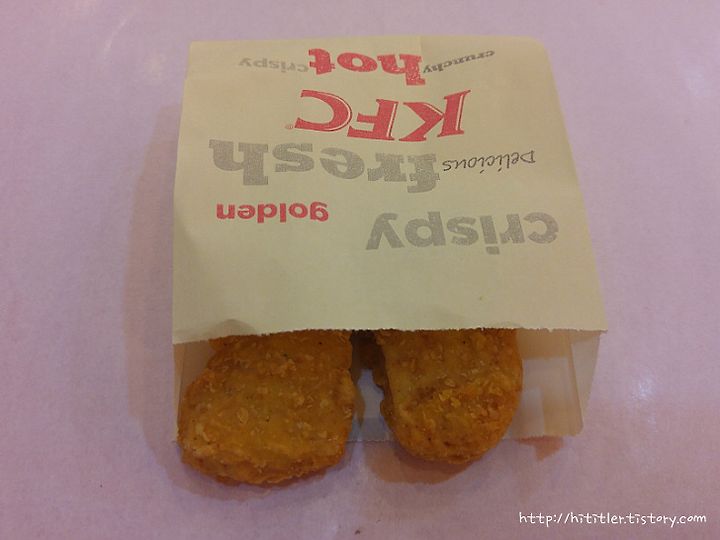 crispy golden
Delicious fresh
KFC®
crunchy hot crispy
http://hititler.tistory.com